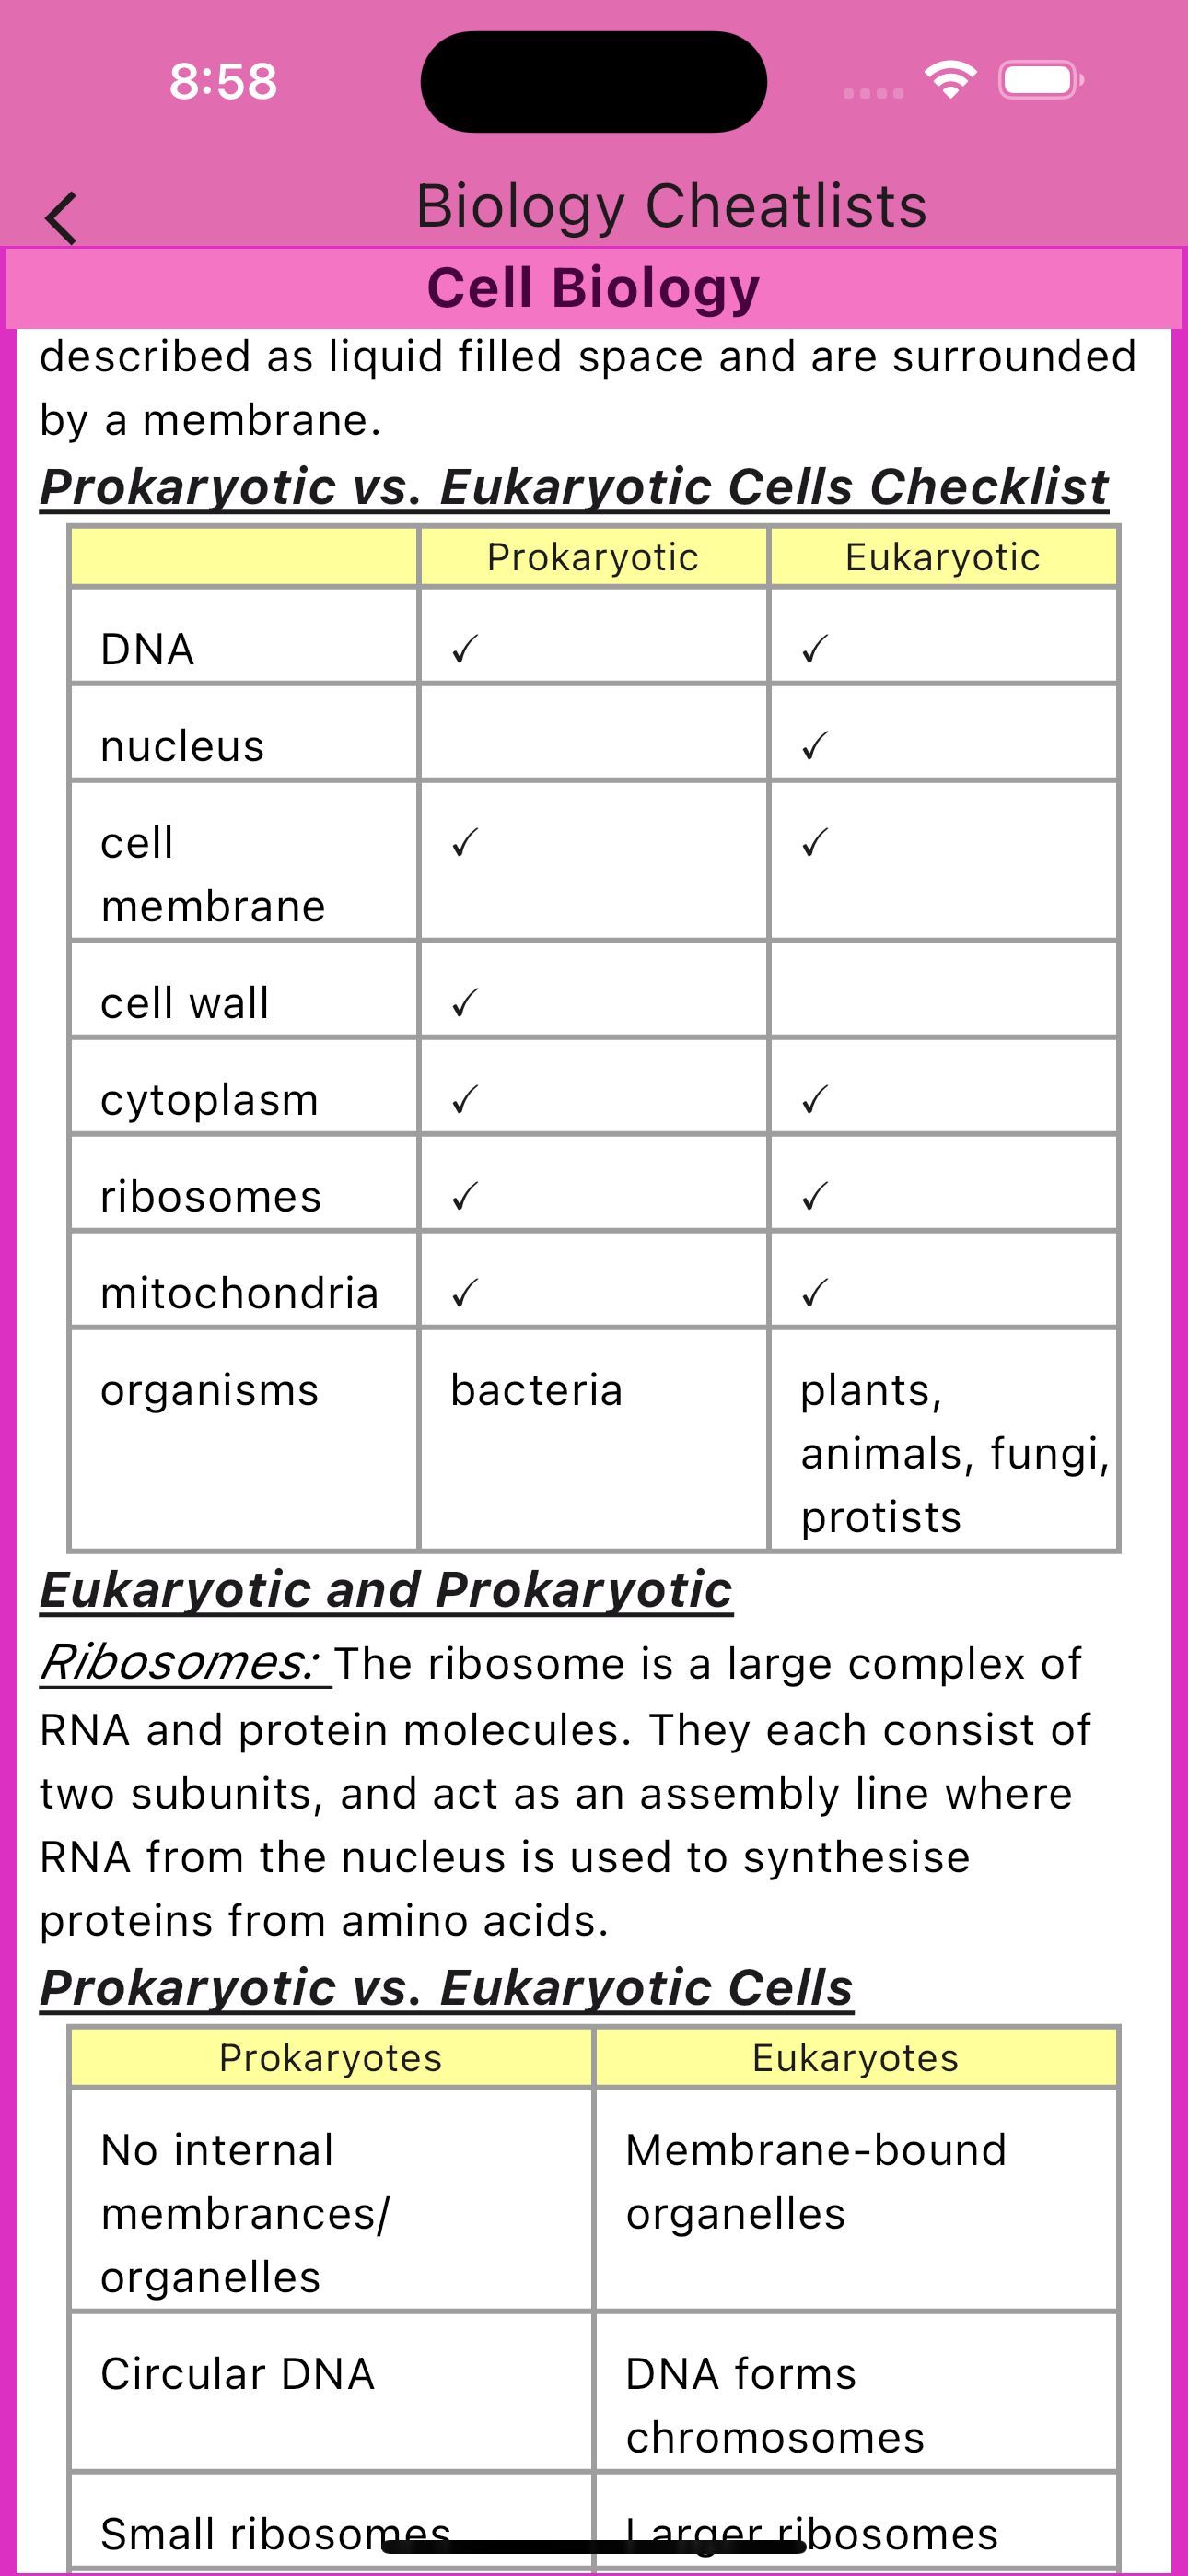 8:58
Biology Cheatlists
Cell Biology
described as liquid filled space and are surrounded
by a membrane.
Prokaryotic vs. Eukaryotic Cells Checklist
Prokaryotic Eukaryotic
DNA ✓ ✓
nucleus ✓
cell ✓ ✓
membrane
cell wall ✓
cytoplasm ✓ ✓
ribosomes ✓ ✓
mitochondria ✓ ✓
organisms bacteria plants,
animals, fungi,
protists
Eukaryotic and Prokaryotic
Ribosomes: The ribosome is a large complex of
RNA and protein molecules. They each consist of
two subunits, and act as an assembly line where
RNA from the nucleus is used to synthesise
proteins from amino acids.
Prokaryotic vs. Eukaryotic Cells
Prokaryotes Eukaryotes
No internal Membrane-bound
membrances/ organelles
organelles
Circular DNA DNA forms
chromosomes
Small ribosomes Larger ribosomes